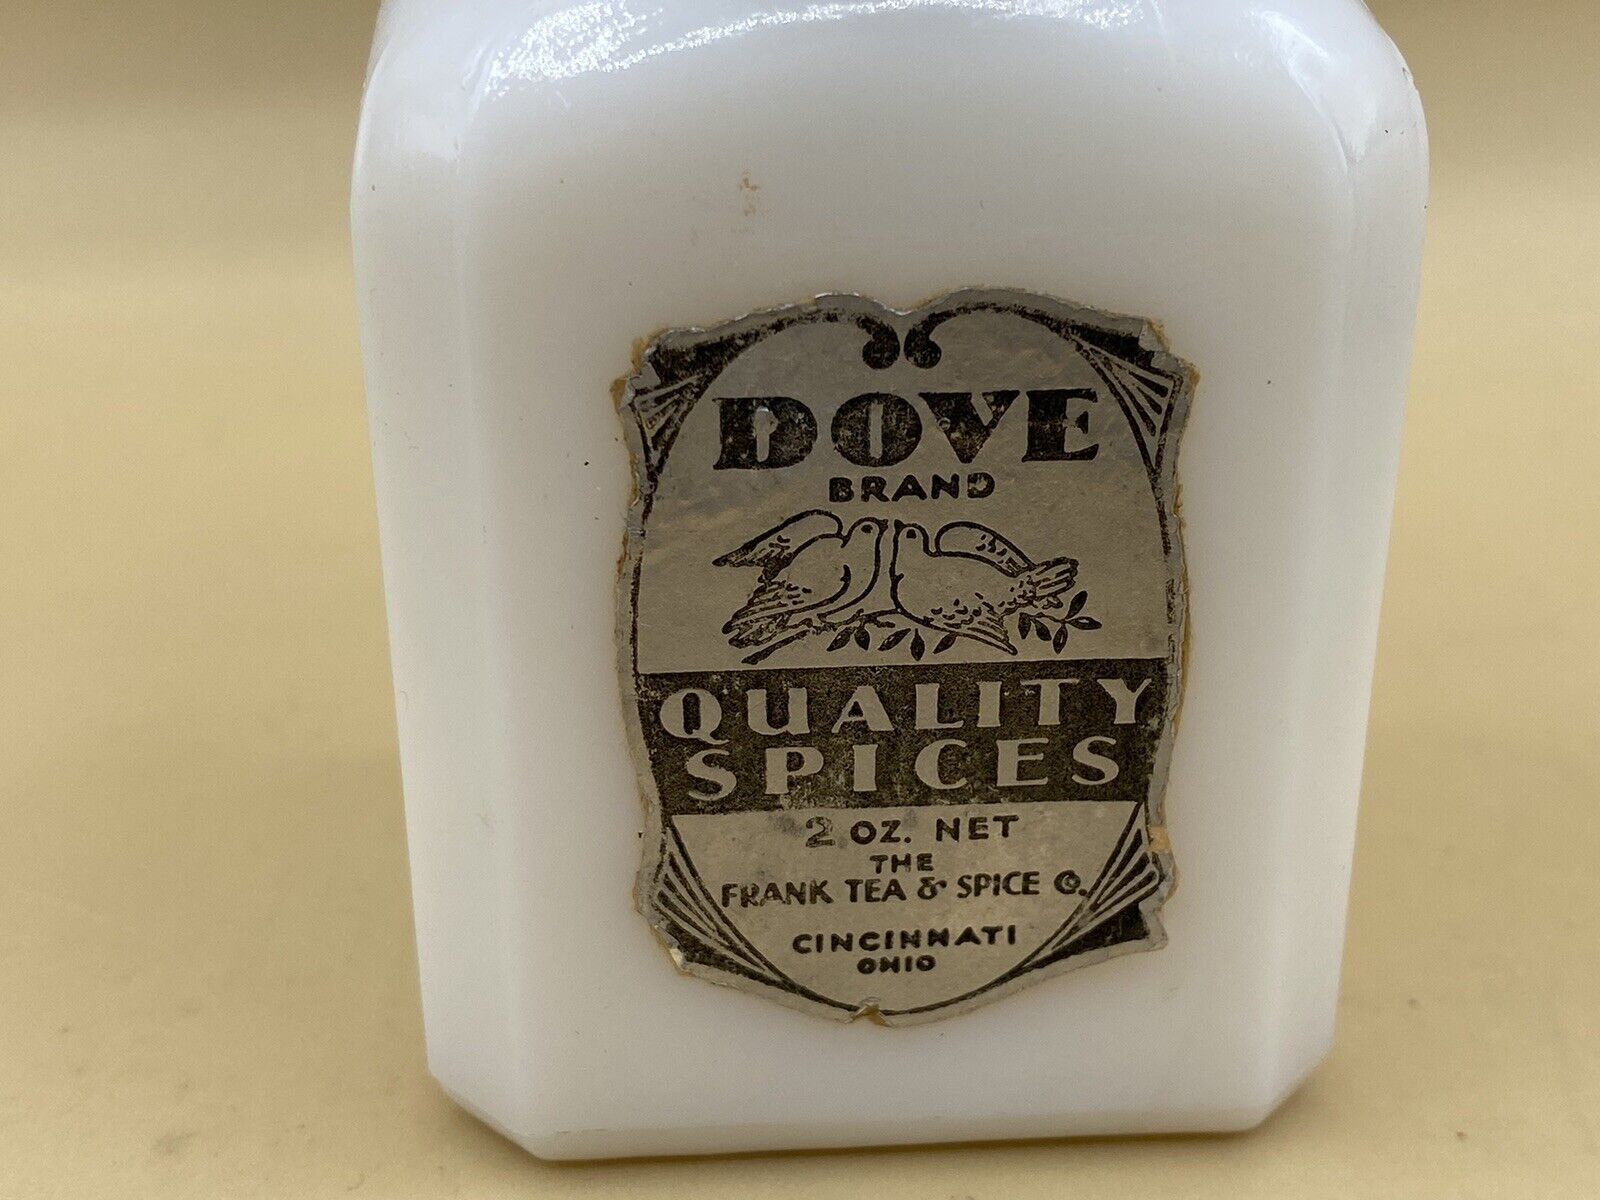 DOVE
BRAND
QUALITY
SPICES
2 OZ. NET
THE
FRANK TEA & SPICE Co.
CINCINNATI
OHIO